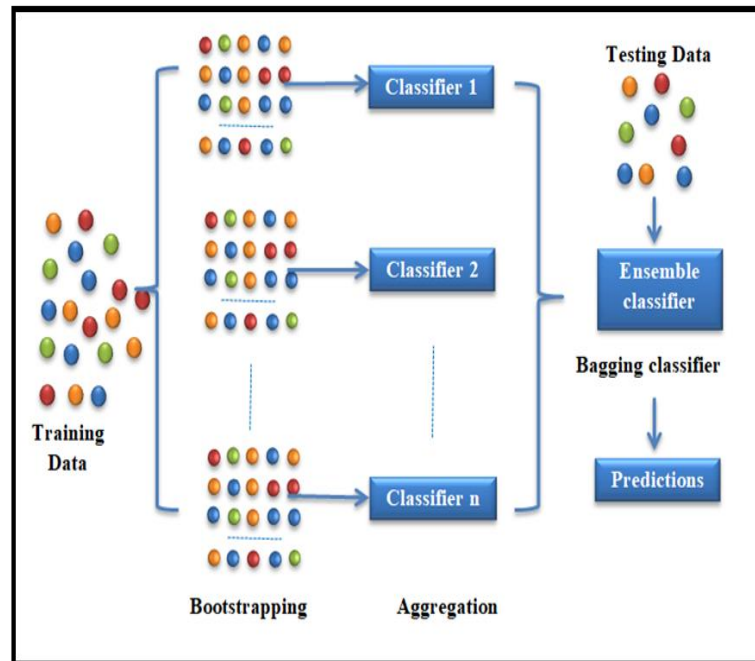 Training
Data
Bootstrapping
Classifier 1
Classifier 2
Classifier n
Aggregation
Testing Data
Ensemble
classifier
Bagging classifier
Predictions